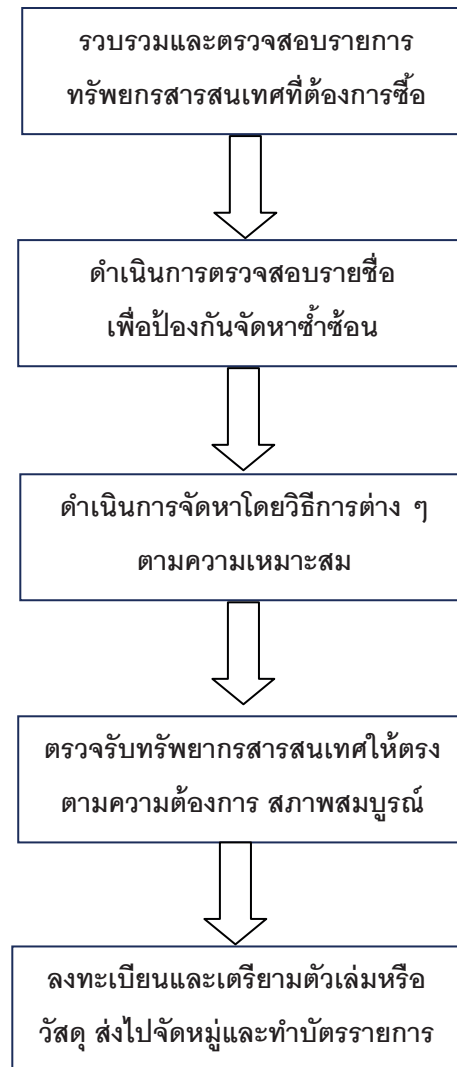 รวบรวมและตรวจสอบรายการ
ทรัพยกรสารสนเทศที่ต้องการซื้อ
ดำเนินการตรวจสอบรายชื่อ
เพื่อป้องกันจัดหาซ้ำซ้อน
ดำเนินการจัดหาโดยวิธีการต่าง ๆ
ตามความเหมาะสม
ตรวจรับทรัพยากรสารสนเทศให้ตรง
ตามความต้องการ สภาพสมบูรณ์
ลงทะเบียนและเตรียามตัวเล่มหรือ
วัสดุ ส่งไปจัดหมู่และทำบัตรรายการ